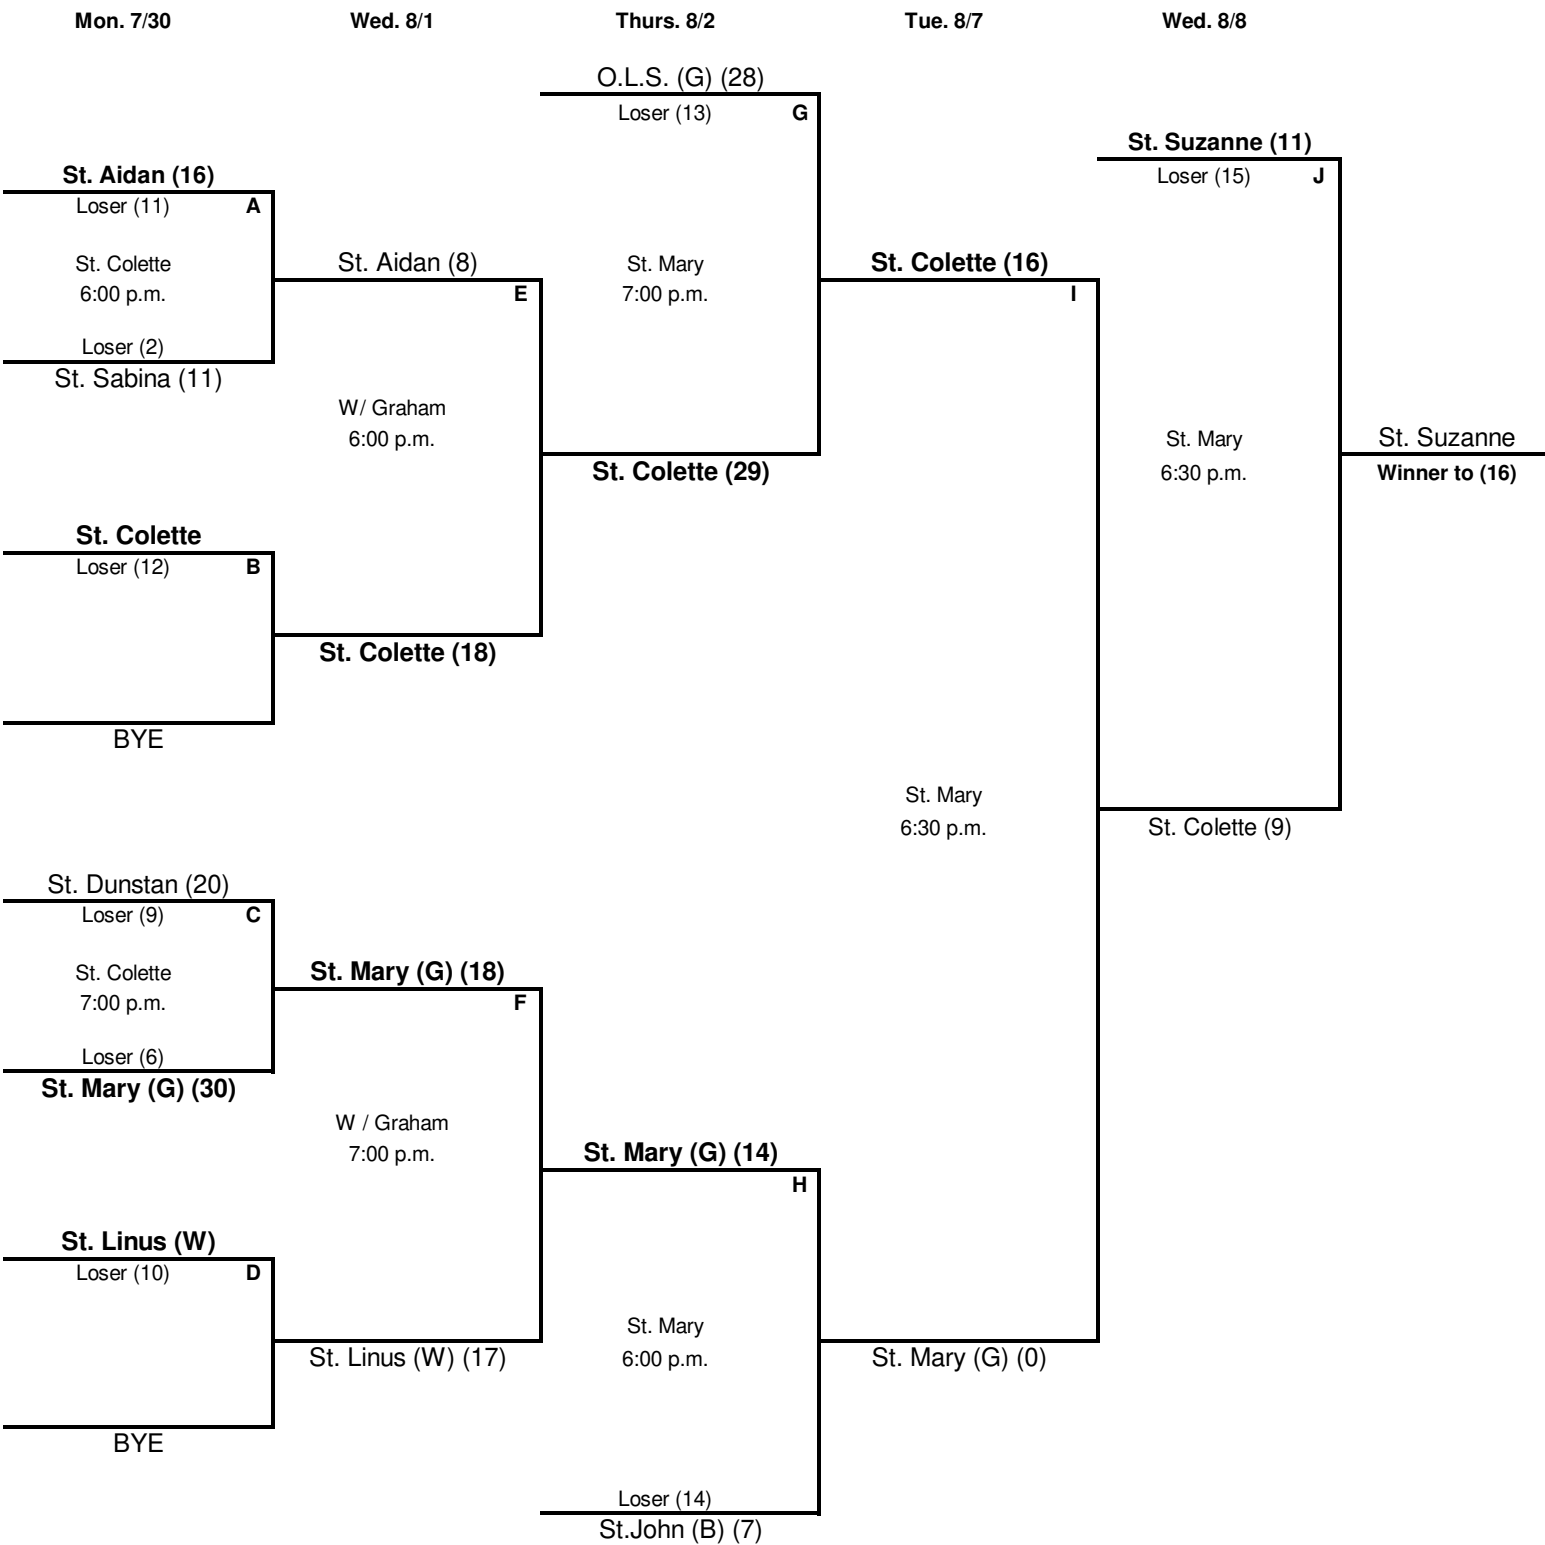 Mon. 7/30
Wed. 8/1
Thurs. 8/2
Tue. 8/7
Wed. 8/8
St. Aidan (16)
Loser (11)
A
St. Colette
6:00 p.m.
Loser (2)
St. Sabina (11)
St. Colette
Loser (12)
B
BYE
St. Dunstan (20)
Loser (9)
C
St. Colette
7:00 p.m.
Loser (6)
St. Mary (G) (30)
St. Linus (W)
Loser (10)
D
BYE
St. Aidan (8)
E
W/ Graham
6:00 p.m.
St. Colette (18)
St. Mary (G) (18)
F
W / Graham
7:00 p.m.
St. Linus (W) (17)
O.L.S. (G) (28)
Loser (13)
G
St. Mary
7:00 p.m.
St. Colette (29)
St. Mary (G) (14)
H
St. Mary
6:00 p.m.
Loser (14)
St.John (B) (7)
St. Colette (16)
I
St. Mary
6:30 p.m.
St. Mary (G) (0)
St. Suzanne (11)
Loser (15)
J
St. Mary
6:30 p.m.
St. Colette (9)
St. Suzanne
Winner to (16)